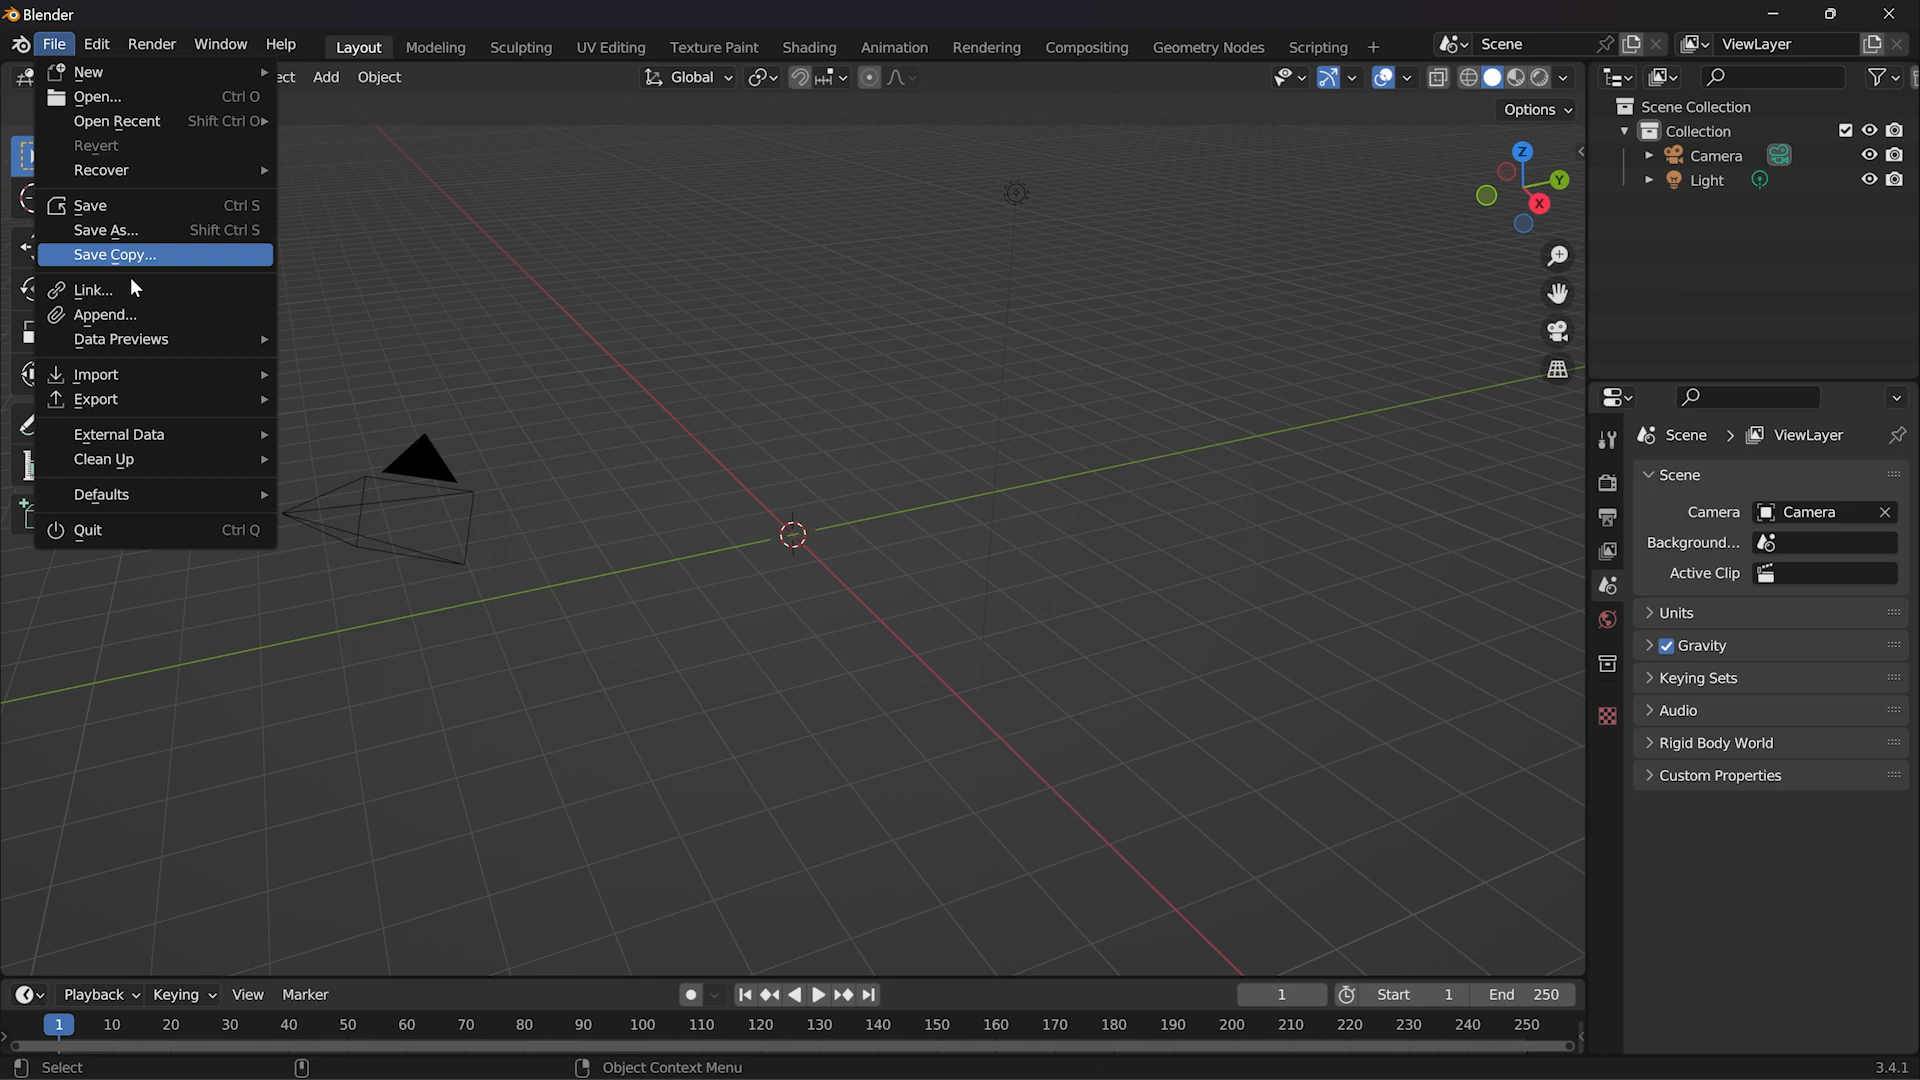 Blender
File Edit Render Window Help Layout Modeling Sculpting UV Editing Texture Paint Shading Animation Rendering Compositing Geometry Nodes Scripting + Scene ViewLayer
ect Add Object Global
Options
New
Open... Ctrl O
Open Recent Shift Ctrl O
Revert
Recover
Save Ctrl S
Save As... Shift Ctrl S
Save Copy...
Link...
Append...
Data Previews
Import
Export
External Data
Clean Up
Defaults
Quit Ctrl Q
Z
Y
X
Scene Collection
Collection
Camera
Light
Scene > ViewLayer
Scene
Camera Camera
Background...
Active Clip
Units
Gravity
Keying Sets
Audio
Rigid Body World
Custom Properties
Playback Keying View Marker 1 Start 1 End 250
1 10 20 30 40 50 60 70 80 90 100 110 120 130 140 150 160 170 180 190 200 210 220 230 240 250
Select Object Context Menu 3.4.1